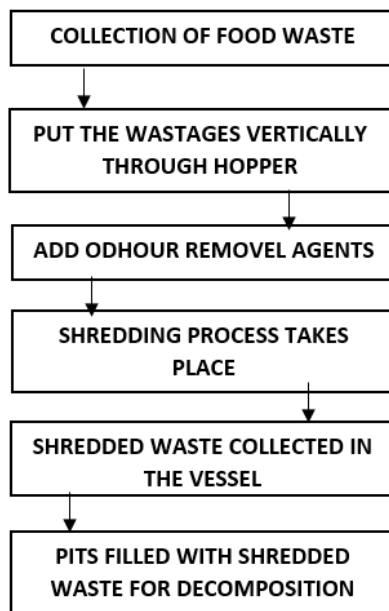 COLLECTION OF FOOD WASTE
PUT THE WASTAGES VERTICALLY
THROUGH HOPPER
ADD ODHOUR REMOVEL AGENTS
SHREDDING PROCESS TAKES
PLACE
SHREDDED WASTE COLLECTED IN
THE VESSEL
PITS FILLED WITH SHREDDED
WASTE FOR DECOMPOSITION